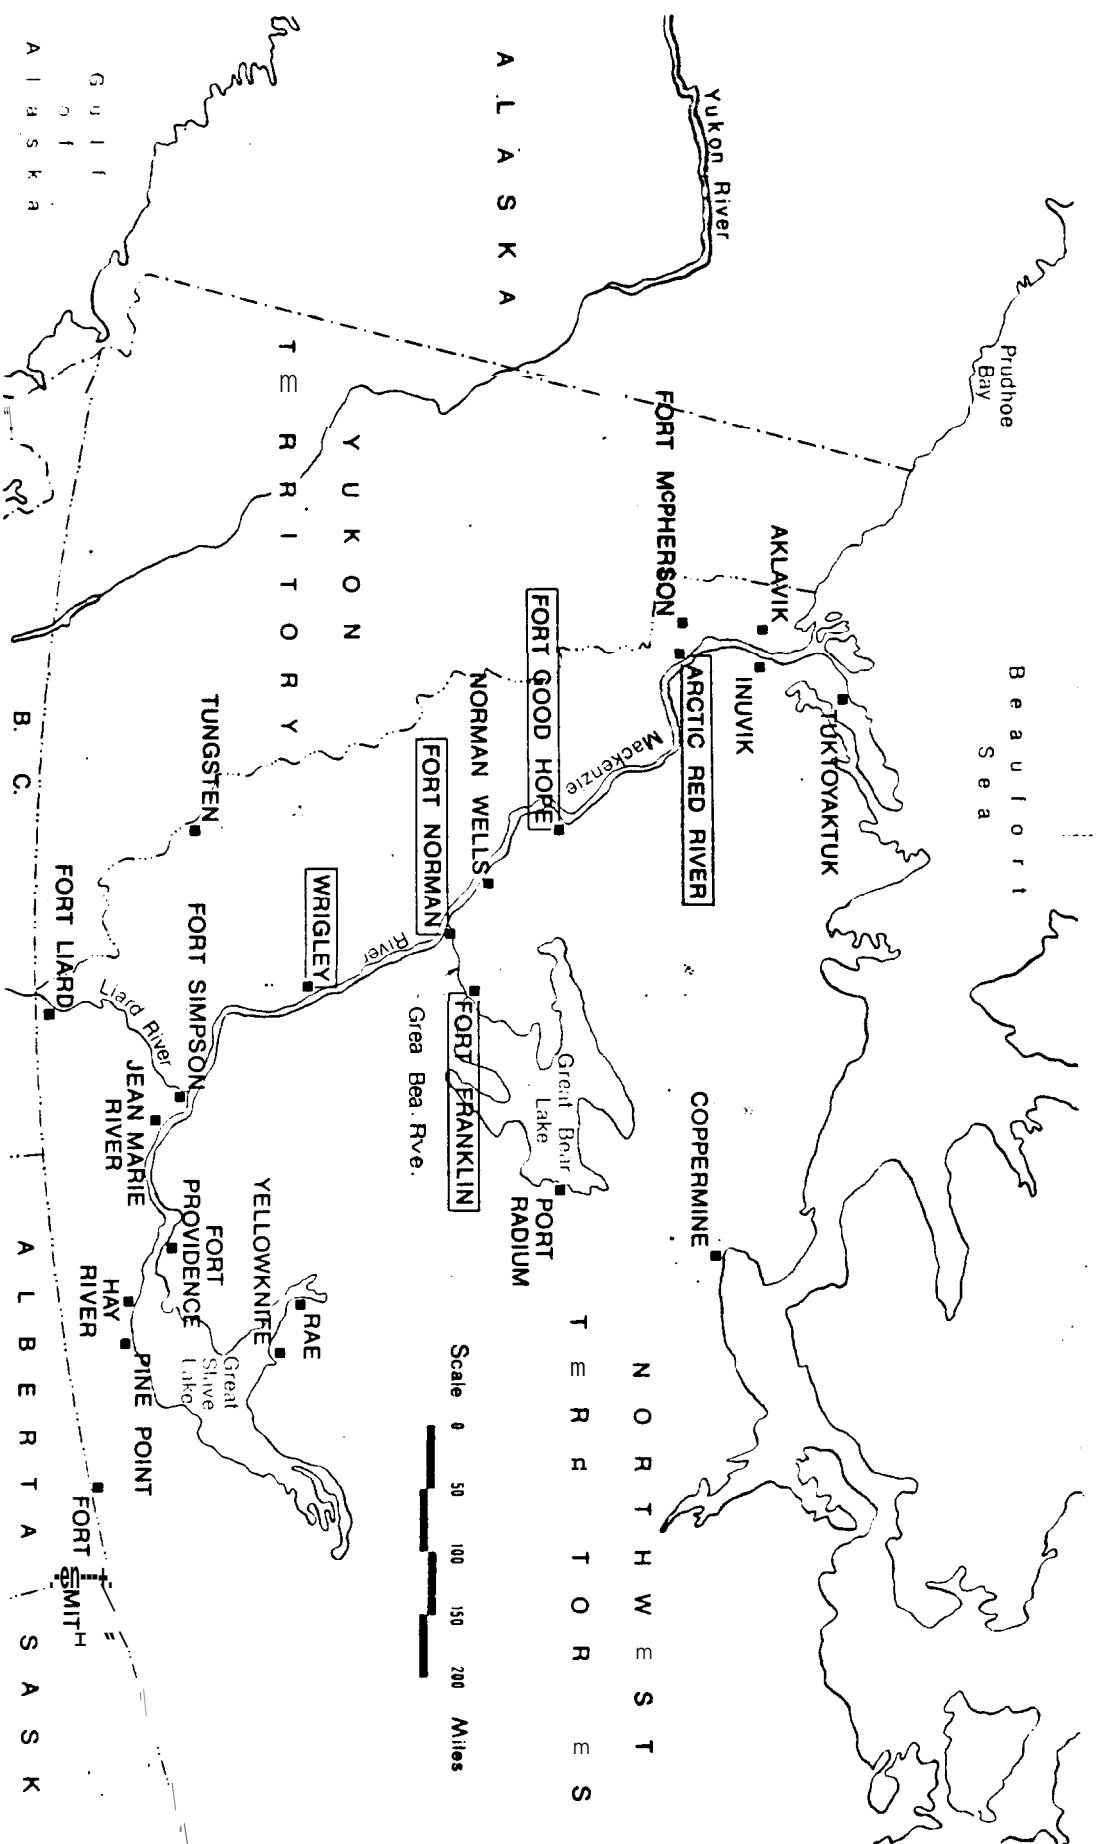 Beaufort
Sea
Prudhoe
Bay
Yukon River
ALASKA
Gulf
of
Alaska
YUKON
TERRITORY
TUKTOYAKTUK
AKLAVIK
INUVIK
FORT McPHERSON
ARCTIC RED RIVER
Mackenzie
FORT GOOD HOPE
NORMAN WELLS
FORT NORMAN
FORT FRANKLIN
Great Bear
Lake
PORT
RADIUM
COPPERMINE
River
WRIGLEY
TUNGSTEN
FORT SIMPSON
Liard River
FORT LIARD
JEAN MARIE
RIVER
FORT
PROVIDENCE
YELLOWKNIFE
RAE
Great
Slave
Lake
HAY
RIVER
PINE POINT
FORT
SMITH
NORTHWEST
Scale 0 50 100 150 200 Miles
B. C.
ALBERTA
SASK